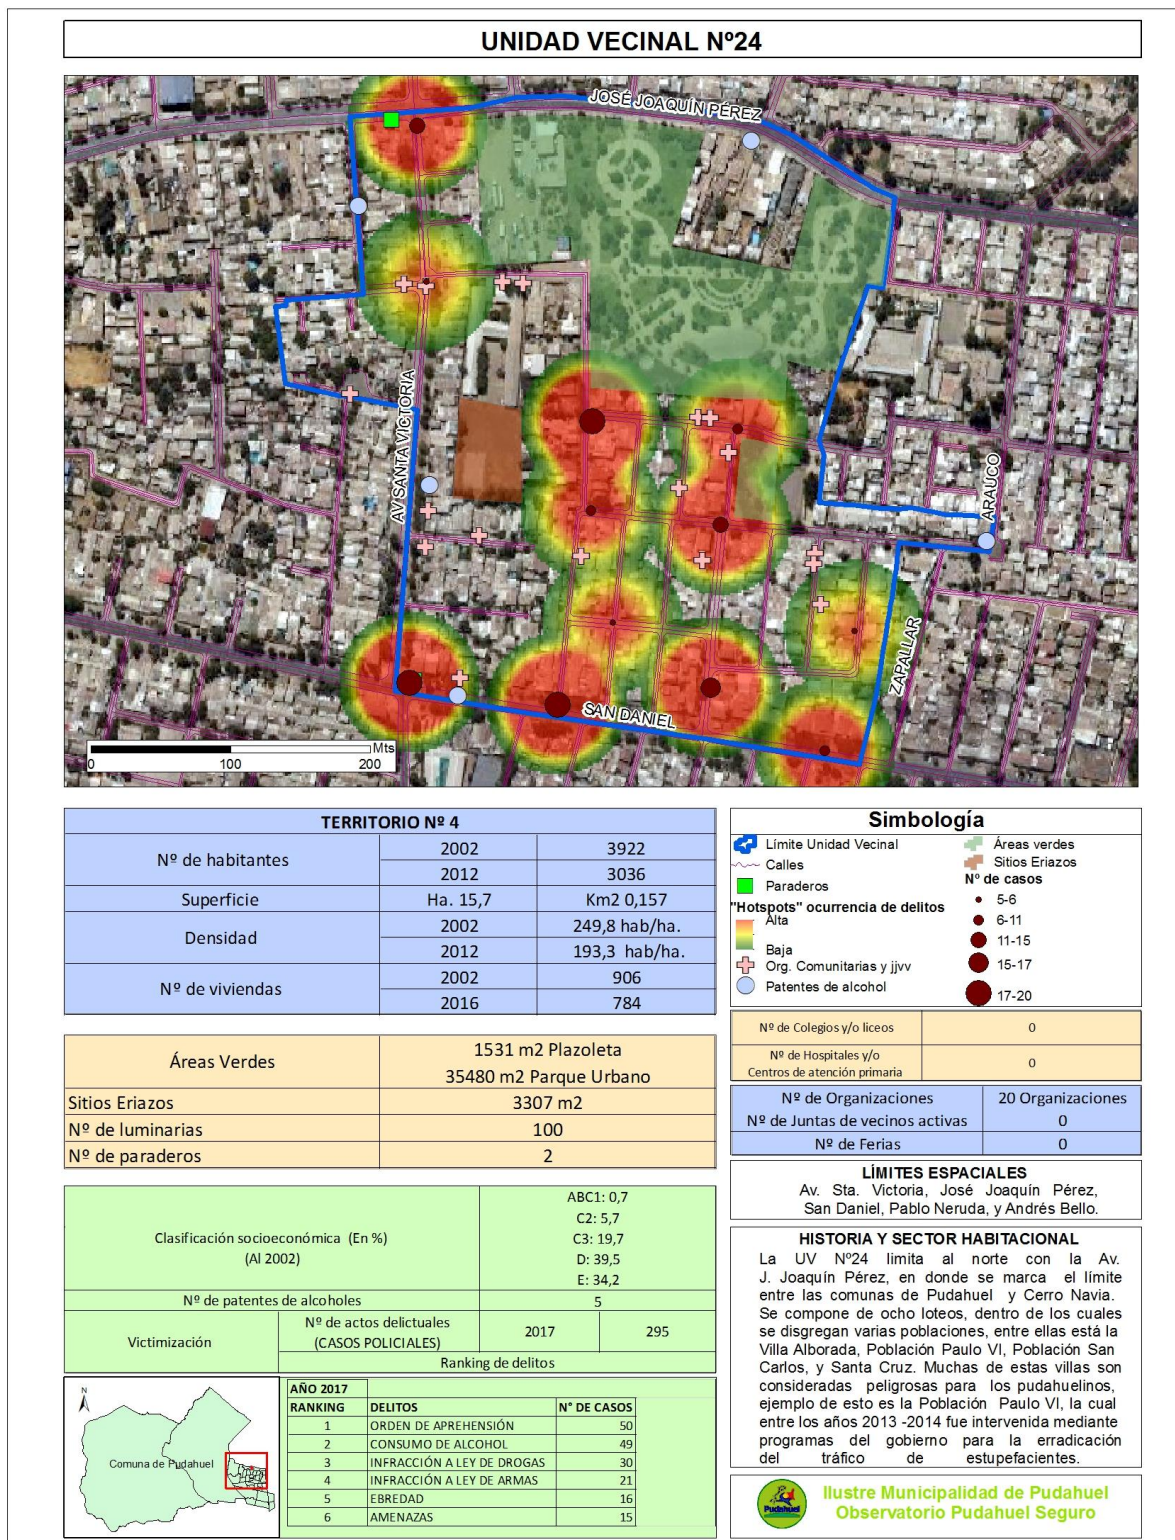 UNIDAD VECINAL Nº24
JOSÉ JOAQUÍN PÉREZ
AV SANTA VICTORIA
ARAUCO
ZAPALLAR
SAN DANIEL
Mts
0 100 200
TERRITORIO Nº 4
Nº de habitantes 2002 3922
2012 3036
Superficie Ha. 15,7 Km2 0,157
Densidad 2002 249,8 hab/ha.
2012 193,3 hab/ha.
Nº de viviendas 2002 906
2016 784
Áreas Verdes 1531 m2 Plazoleta
35480 m2 Parque Urbano
Sitios Eriazos 3307 m2
Nº de luminarias 100
Nº de paraderos 2
Clasificación socioeconómica (En %)
(Al 2002)
ABC1: 0,7
C2: 5,7
C3: 19,7
D: 39,5
E: 34,2
Nº de patentes de alcoholes 5
Victimización Nº de actos delictuales
(CASOS POLICIALES) 2017 295
Ranking de delitos
N
Comuna de Pudahuel
AÑO 2017
RANKING DELITOS N° DE CASOS
1 ORDEN DE APREHENSIÓN 50
2 CONSUMO DE ALCOHOL 49
3 INFRACCIÓN A LEY DE DROGAS 30
4 INFRACCIÓN A LEY DE ARMAS 21
5 EBREDAD 16
6 AMENAZAS 15
Simbología
Límite Unidad Vecinal
Calles
Paraderos
"Hotspots" ocurrencia de delitos
Alta
Baja
Org. Comunitarias y jjvv
Patentes de alcohol
Áreas verdes
Sitios Eriazos
Nº de casos
5-6
6-11
11-15
15-17
17-20
Nº de Colegios y/o liceos 0
Nº de Hospitales y/o
Centros de atención primaria 0
Nº de Organizaciones 20 Organizaciones
Nº de Juntas de vecinos activas 0
Nº de Ferias 0
LÍMITES ESPACIALES
Av. Sta. Victoria, José Joaquín Pérez,
San Daniel, Pablo Neruda, y Andrés Bello.
HISTORIA Y SECTOR HABITACIONAL
La UV Nº24 limita al norte con la Av.
J. Joaquín Pérez, en donde se marca el límite
entre las comunas de Pudahuel y Cerro Navia.
Se compone de ocho loteos, dentro de los cuales
se disgregan varias poblaciones, entre ellas está la
Villa Alborada, Población Paulo VI, Población San
Carlos, y Santa Cruz. Muchas de estas villas son
consideradas peligrosas para los pudahuelinos,
ejemplo de esto es la Población Paulo VI, la cual
entre los años 2013 -2014 fue intervenida mediante
programas del gobierno para la erradicación
del tráfico de estupefacientes.
Pudahuel
Ilustre Municipalidad de Pudahuel
Observatorio Pudahuel Seguro